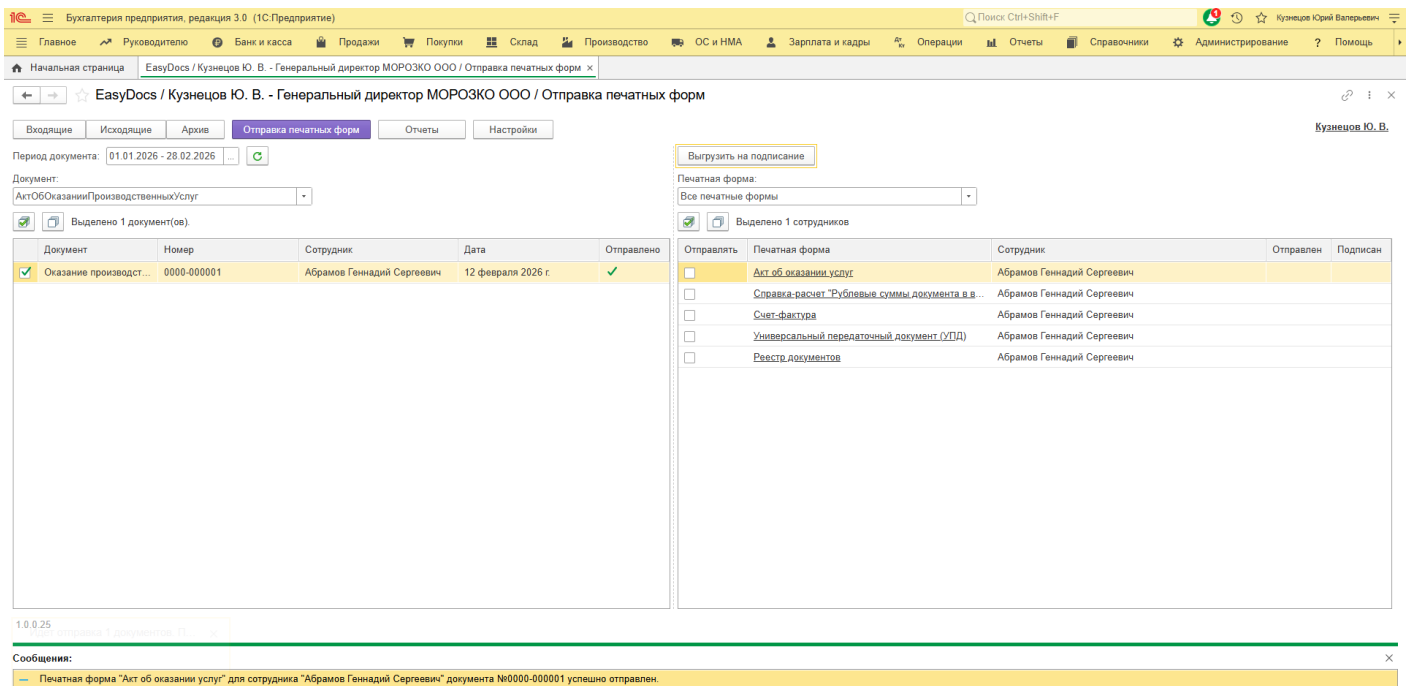 1С Бухгалтерия предприятия, редакция 3.0 (1С:Предприятие) Поиск Ctrl+Shift+F 1 Кузнецов Юрий Валерьевич
Главное Руководителю Банк и касса Продажи Покупки Склад Производство ОС и НМА Зарплата и кадры Дт Кт Операции Отчеты Справочники Администрирование ? Помощь
Начальная страница EasyDocs / Кузнецов Ю. В. - Генеральный директор МОРОЗКО ООО / Отправка печатных форм ×
EasyDocs / Кузнецов Ю. В. - Генеральный директор МОРОЗКО ООО / Отправка печатных форм
Входящие Исходящие Архив Отправка печатных форм Отчеты Настройки Кузнецов Ю. В.
Период документа: 01.01.2026 - 28.02.2026 ... Выгрузить на подписание
Документ: Печатная форма:
АктОбОказанииПроизводственныхУслуг Все печатные формы
Выделено 1 документ(ов). Выделено 1 сотрудников
Документ Номер Сотрудник Дата Отправлено Отправлять Печатная форма Сотрудник Отправлен Подписан
Оказание производст... 0000-000001 Абрамов Геннадий Сергеевич 12 февраля 2026 г. Акт об оказании услуг Абрамов Геннадий Сергеевич
Справка-расчет "Рублевые суммы документа в в... Абрамов Геннадий Сергеевич
Счет-фактура Абрамов Геннадий Сергеевич
Универсальный передаточный документ (УПД) Абрамов Геннадий Сергеевич
Реестр документов Абрамов Геннадий Сергеевич
1.0.0.25
отправка 1 документов
Сообщения:
Печатная форма "Акт об оказании услуг" для сотрудника "Абрамов Геннадий Сергеевич" документа №0000-000001 успешно отправлен.